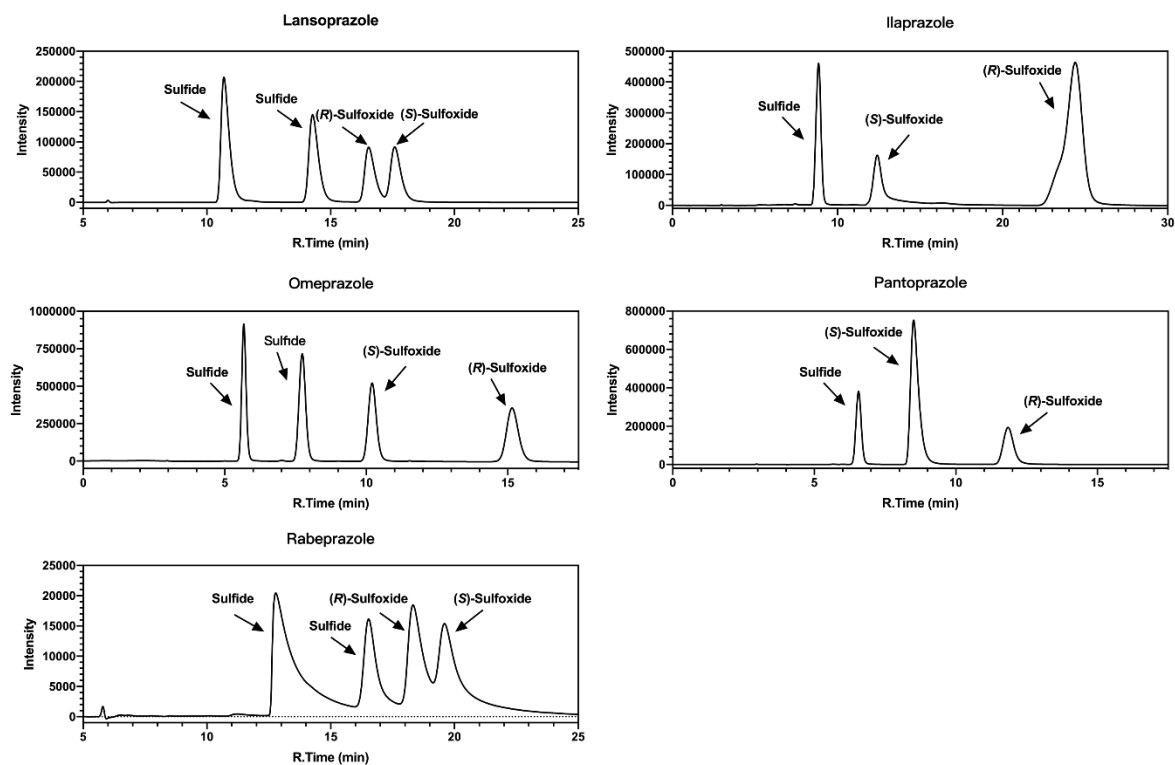 Lansoprazole
250000
200000
150000
100000
50000
0
Intensity
Sulfide
Sulfide
(R)-Sulfoxide
(S)-Sulfoxide
5 10 15 20 25
R.Time (min)
Ilaprazole
500000
400000
300000
200000
100000
0
Intensity
Sulfide
(S)-Sulfoxide
(R)-Sulfoxide
0 10 20 30
R.Time (min)
Omeprazole
1000000
750000
500000
250000
0
Intensity
Sulfide
Sulfide
(S)-Sulfoxide
(R)-Sulfoxide
0 5 10 15
R.Time (min)
Pantoprazole
800000
600000
400000
200000
0
Intensity
Sulfide
(S)-Sulfoxide
(R)-Sulfoxide
0 5 10 15
R.Time (min)
Rabeprazole
25000
20000
15000
10000
5000
0
Intensity
Sulfide
Sulfide
(R)-Sulfoxide
(S)-Sulfoxide
5 10 15 20 25
R.Time (min)